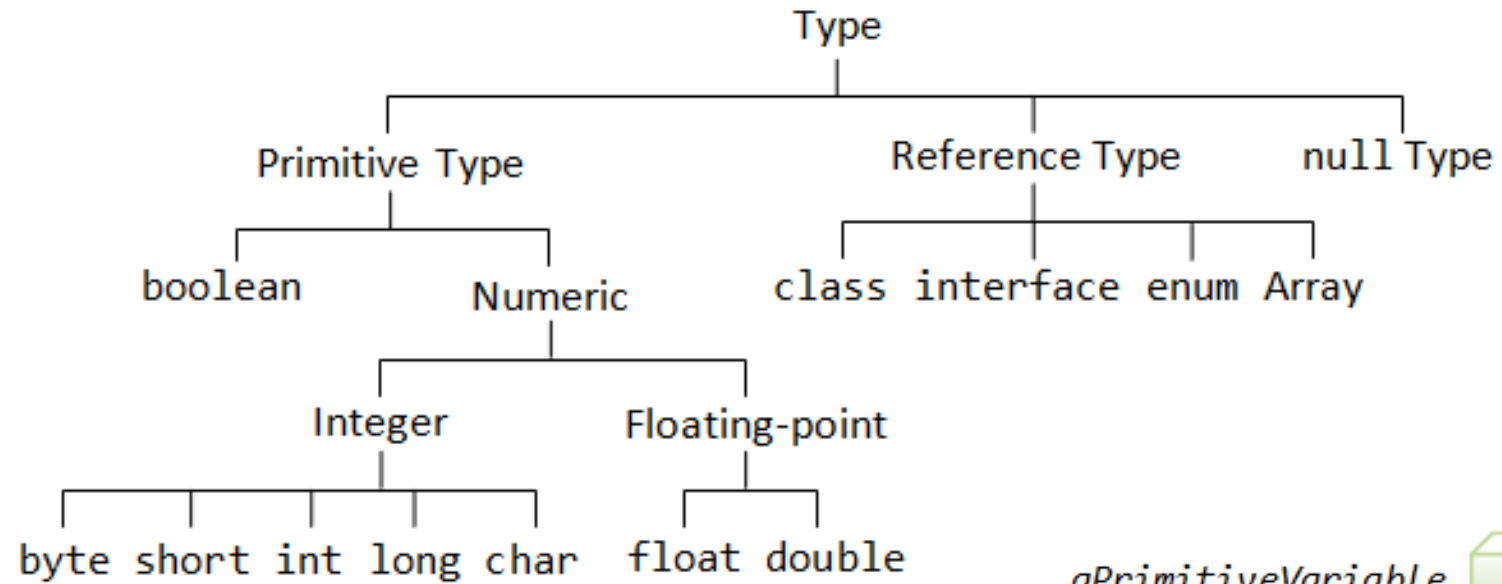 Type
Primitive Type Reference Type null Type
boolean Numeric class interface enum Array
Integer Floating-point
byte short int long char float double
aPrimitiveVariable